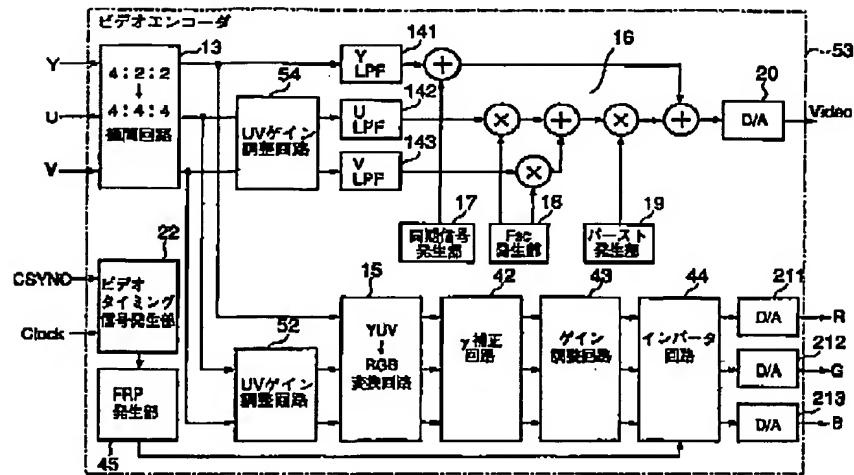 ビデオエンコーダ
53
Y
U
V
13
4:2:2
↓
4:4:4
補間回路
54
UVゲイン
調整回路
141
Y
LPF
142
U
LPF
143
V
LPF
16
17
同期信号
発生部
18
Fsc
発生部
19
バースト
発生部
20
D/A
Video
CSYNC
Clock
22
ビデオ
タイミング
信号発生部
FRP
発生部
45
52
UVゲイン
調整回路
15
YUV
↓
RGB
変換回路
42
γ補正
回路
43
ゲイン
調整回路
44
インバータ
回路
211
D/A
R
212
D/A
G
213
D/A
B